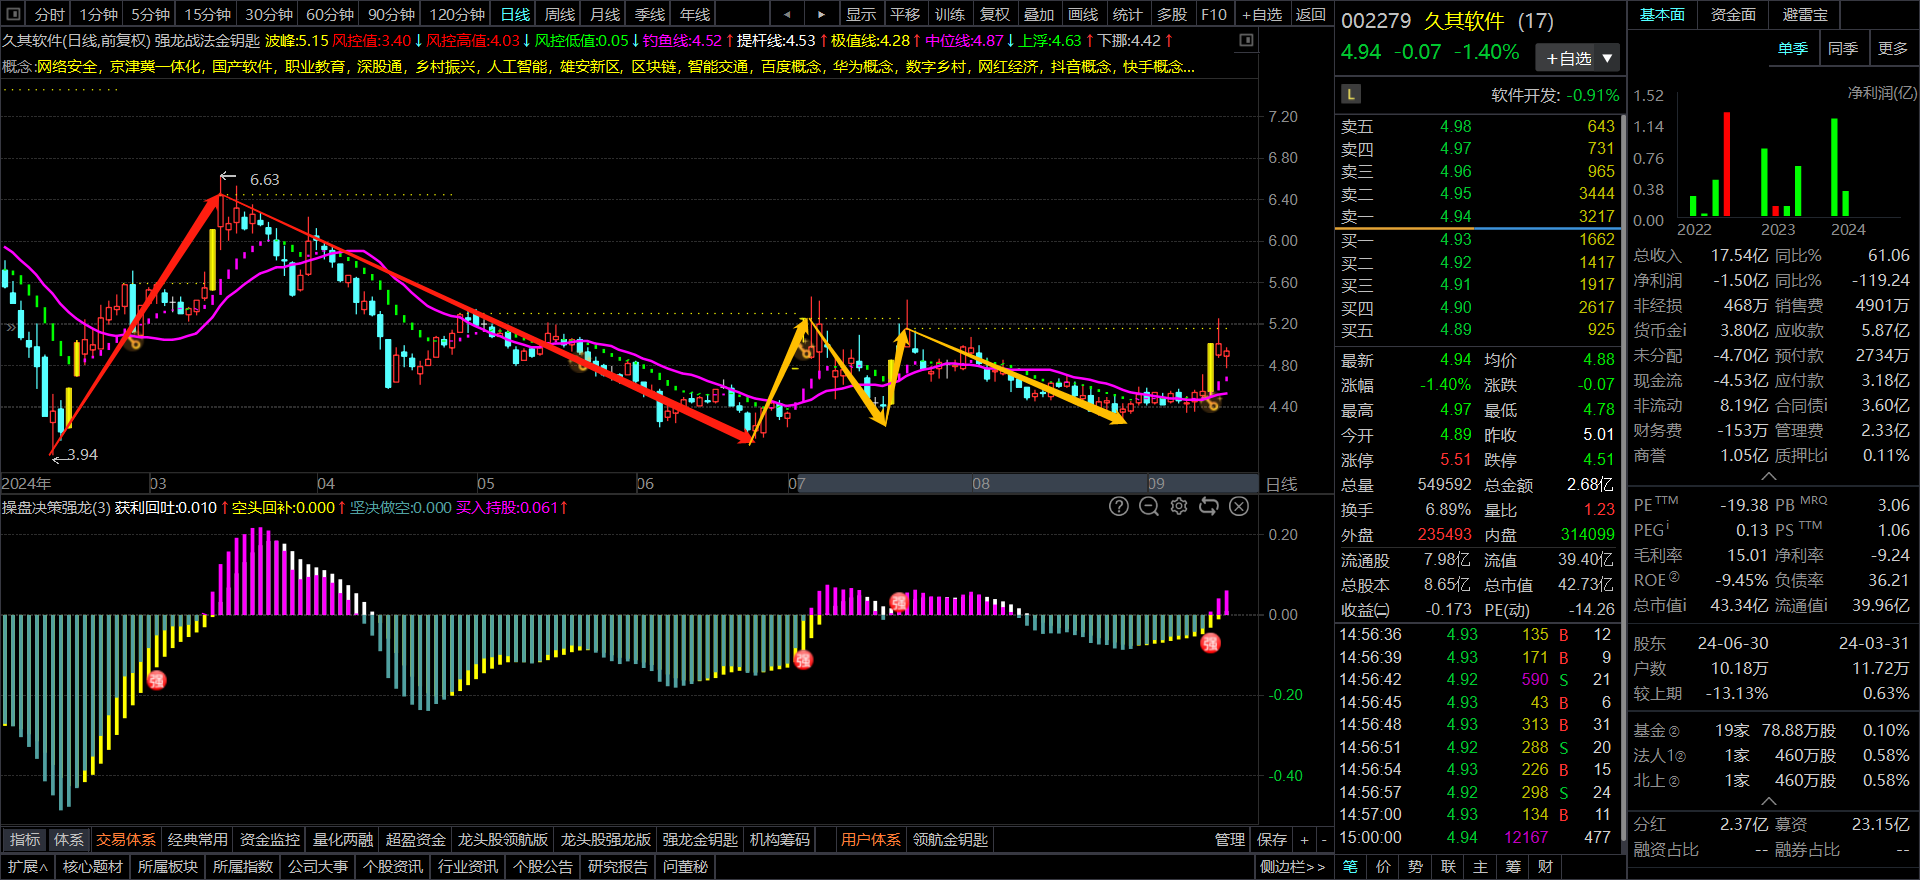 分时 1分钟 5分钟 15分钟 30分钟 60分钟 90分钟 120分钟 日线 周线 月线 季线 年线 显示 平移 训练 复权 叠加 画线 统计 多股 F10 +自选 返回
久其软件(日线,前复权) 强龙战法金钥匙 波峰:5.15 风控值:3.40↓ 风控高值:4.03↓ 风控低值:0.05↓ 钓鱼线:4.52↑ 提杆线:4.53↑ 极值线:4.28↑ 中位线:4.87↓ 上浮:4.63↑ 下挪:4.42↑
概念:网络安全，京津冀一体化，国产软件，职业教育，深股通，乡村振兴，人工智能，雄安新区，区块链，智能交通，百度概念，华为概念，数字乡村，网红经济，抖音概念，快手概念...
7.20
6.80
6.40
6.00
5.60
5.20
4.80
4.40
6.63
3.94
2024年 03 04 05 06 07 08 09 日线
操盘决策强龙(3) 获利回吐:0.010↑ 空头回补:0.000↑ 坚决做空:0.000 买入持股:0.061↑
0.20
0.00
-0.20
-0.40
强 强 强 强
指标 体系 交易体系 经典常用 资金监控 量化两融 超盈资金 龙头股领航版 龙头股强龙版 强龙金钥匙 机构筹码 用户体系 领航金钥匙 管理 保存 + -
扩展∧ 核心题材 所属板块 所属指数 公司大事 个股资讯 行业资讯 个股公告 研究报告 问董秘 侧边栏>>
002279 久其软件 (17)
4.94 -0.07 -1.40% +自选 ▼
L 软件开发: -0.91%
卖五 4.98 643
卖四 4.97 731
卖三 4.96 965
卖二 4.95 3444
卖一 4.94 3217
买一 4.93 1662
买二 4.92 1417
买三 4.91 1917
买四 4.90 2617
买五 4.89 925
最新 4.94 均价 4.88
涨幅 -1.40% 涨跌 -0.07
最高 4.97 最低 4.78
今开 4.89 昨收 5.01
涨停 5.51 跌停 4.51
总量 549592 总金额 2.68亿
换手 6.89% 量比 1.23
外盘 235493 内盘 314099
流通股 7.98亿 流值 39.40亿
总股本 8.65亿 总市值 42.73亿
收益㈡ -0.173 PE(动) -14.26
14:56:36 4.93 135 B 12
14:56:39 4.93 171 B 9
14:56:42 4.92 590 S 21
14:56:45 4.93 43 B 6
14:56:48 4.93 313 B 31
14:56:51 4.92 288 S 20
14:56:54 4.93 226 B 15
14:56:57 4.92 298 S 24
14:57:00 4.93 134 B 11
15:00:00 4.94 12167 477
笔 价 势 联 主 筹 财
基本面 资金面 避雷宝
单季 同季 更多
净利润(亿)
1.52
1.14
0.76
0.38
0.00
2022 2023 2024
总收入 17.54亿 同比% 61.06
净利润 -1.50亿 同比% -119.24
非经损 468万 销售费 4901万
货币金i 3.80亿 应收款 5.87亿
未分配 -4.70亿 预付款 2734万
现金流 -4.53亿 应付款 3.18亿
非流动 8.19亿 合同债i 3.60亿
财务费 -153万 管理费 2.33亿
商誉 1.05亿 质押比i 0.11%
PE TTM -19.38 PB MRQ 3.06
PEG i 0.13 PS TTM 1.06
毛利率 15.01 净利率 -9.24
ROE② -9.45% 负债率 36.21
总市值i 43.34亿 流通值i 39.96亿
股东 24-06-30 24-03-31
户数 10.18万 11.72万
较上期 -13.13% 0.63%
基金② 19家 78.88万股 0.10%
法人1② 1家 460万股 0.58%
北上② 1家 460万股 0.58%
分红 2.37亿 募资 23.15亿
融资占比 -- 融券占比 --